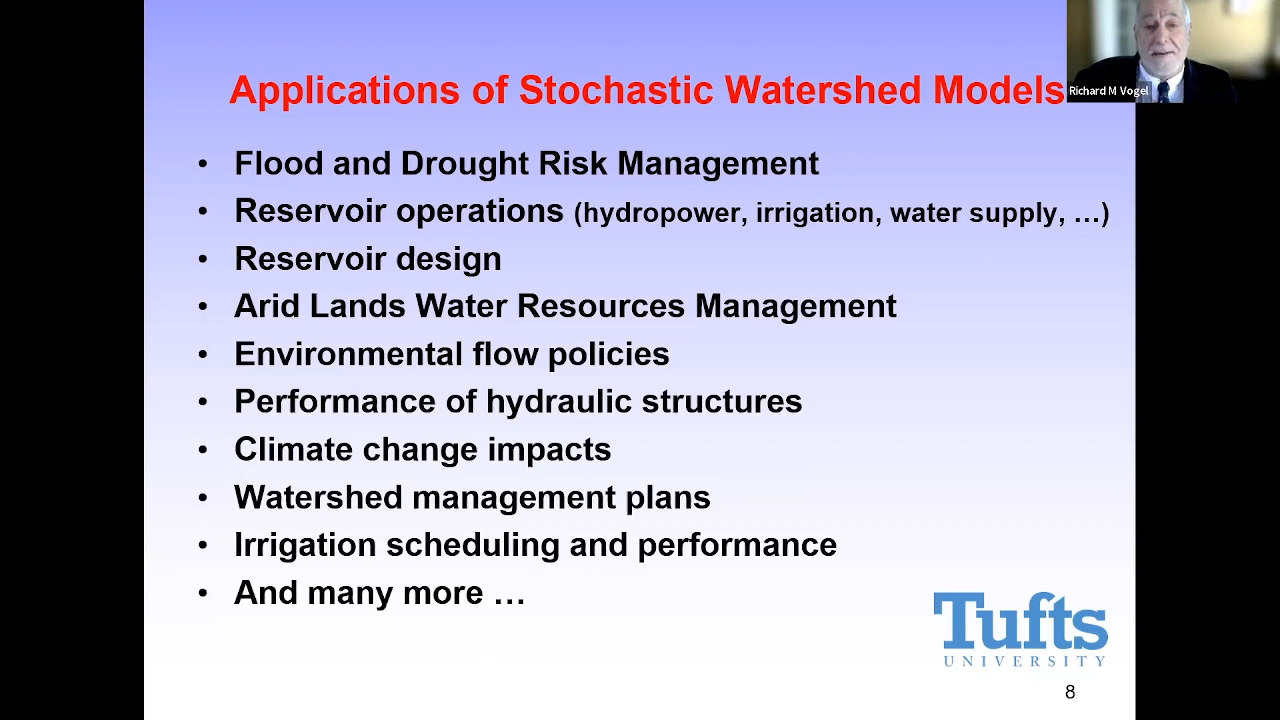 Applications of Stochastic Watershed Models
Richard M Vogel
• Flood and Drought Risk Management
• Reservoir operations (hydropower, irrigation, water supply, …)
• Reservoir design
• Arid Lands Water Resources Management
• Environmental flow policies
• Performance of hydraulic structures
• Climate change impacts
• Watershed management plans
• Irrigation scheduling and performance
• And many more …
Tufts
UNIVERSITY
8